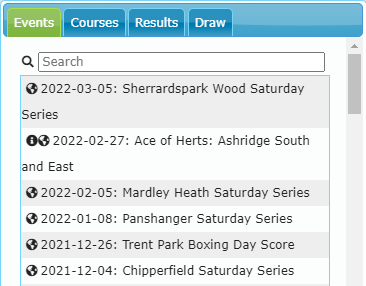 Events Courses Results Draw
Search
2022-03-05: Sherrardspark Wood Saturday
Series
2022-02-27: Ace of Herts: Ashridge South
and East
2022-02-05: Mardley Heath Saturday Series
2022-01-08: Panshanger Saturday Series
2021-12-26: Trent Park Boxing Day Score
2021-12-04: Chipperfield Saturday Series